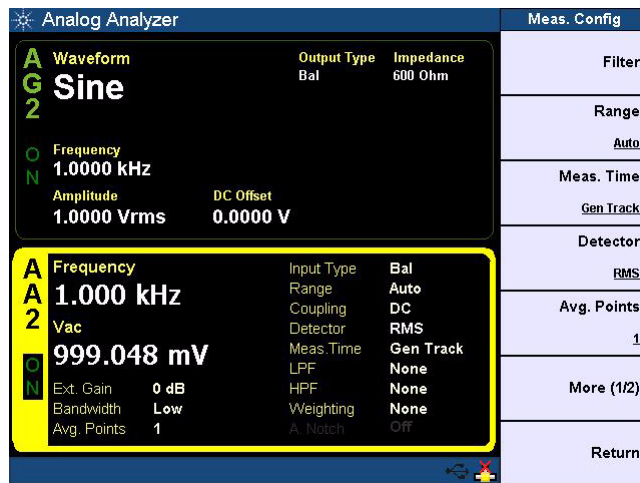 Analog Analyzer
Meas. Config
AG2
ON
Waveform
Sine
Output Type Impedance
Bal 600 Ohm
Frequency
1.0000 kHz
Amplitude DC Offset
1.0000 Vrms 0.0000 V
AA2
ON
Frequency
1.000 kHz
Vac
999.048 mV
Ext. Gain 0 dB
Bandwidth Low
Avg. Points 1
Input Type Bal
Range Auto
Coupling DC
Detector RMS
Meas.Time Gen Track
LPF None
HPF None
Weighting None
A. Notch Off
Filter
Range
Auto
Meas. Time
Gen Track
Detector
RMS
Avg. Points
1
More (1/2)
Return